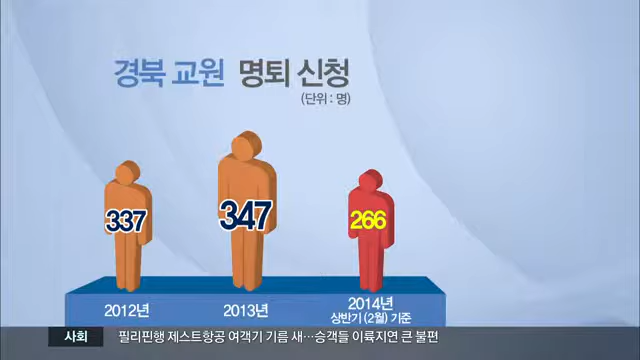 경북 교원 명퇴 신청
(단위 : 명)
337
347
266
2012년
2013년
2014년
상반기 (2월) 기준
사회
필리핀행 제스트항공 여객기 기름 새…승객들 이륙지연 큰 불편